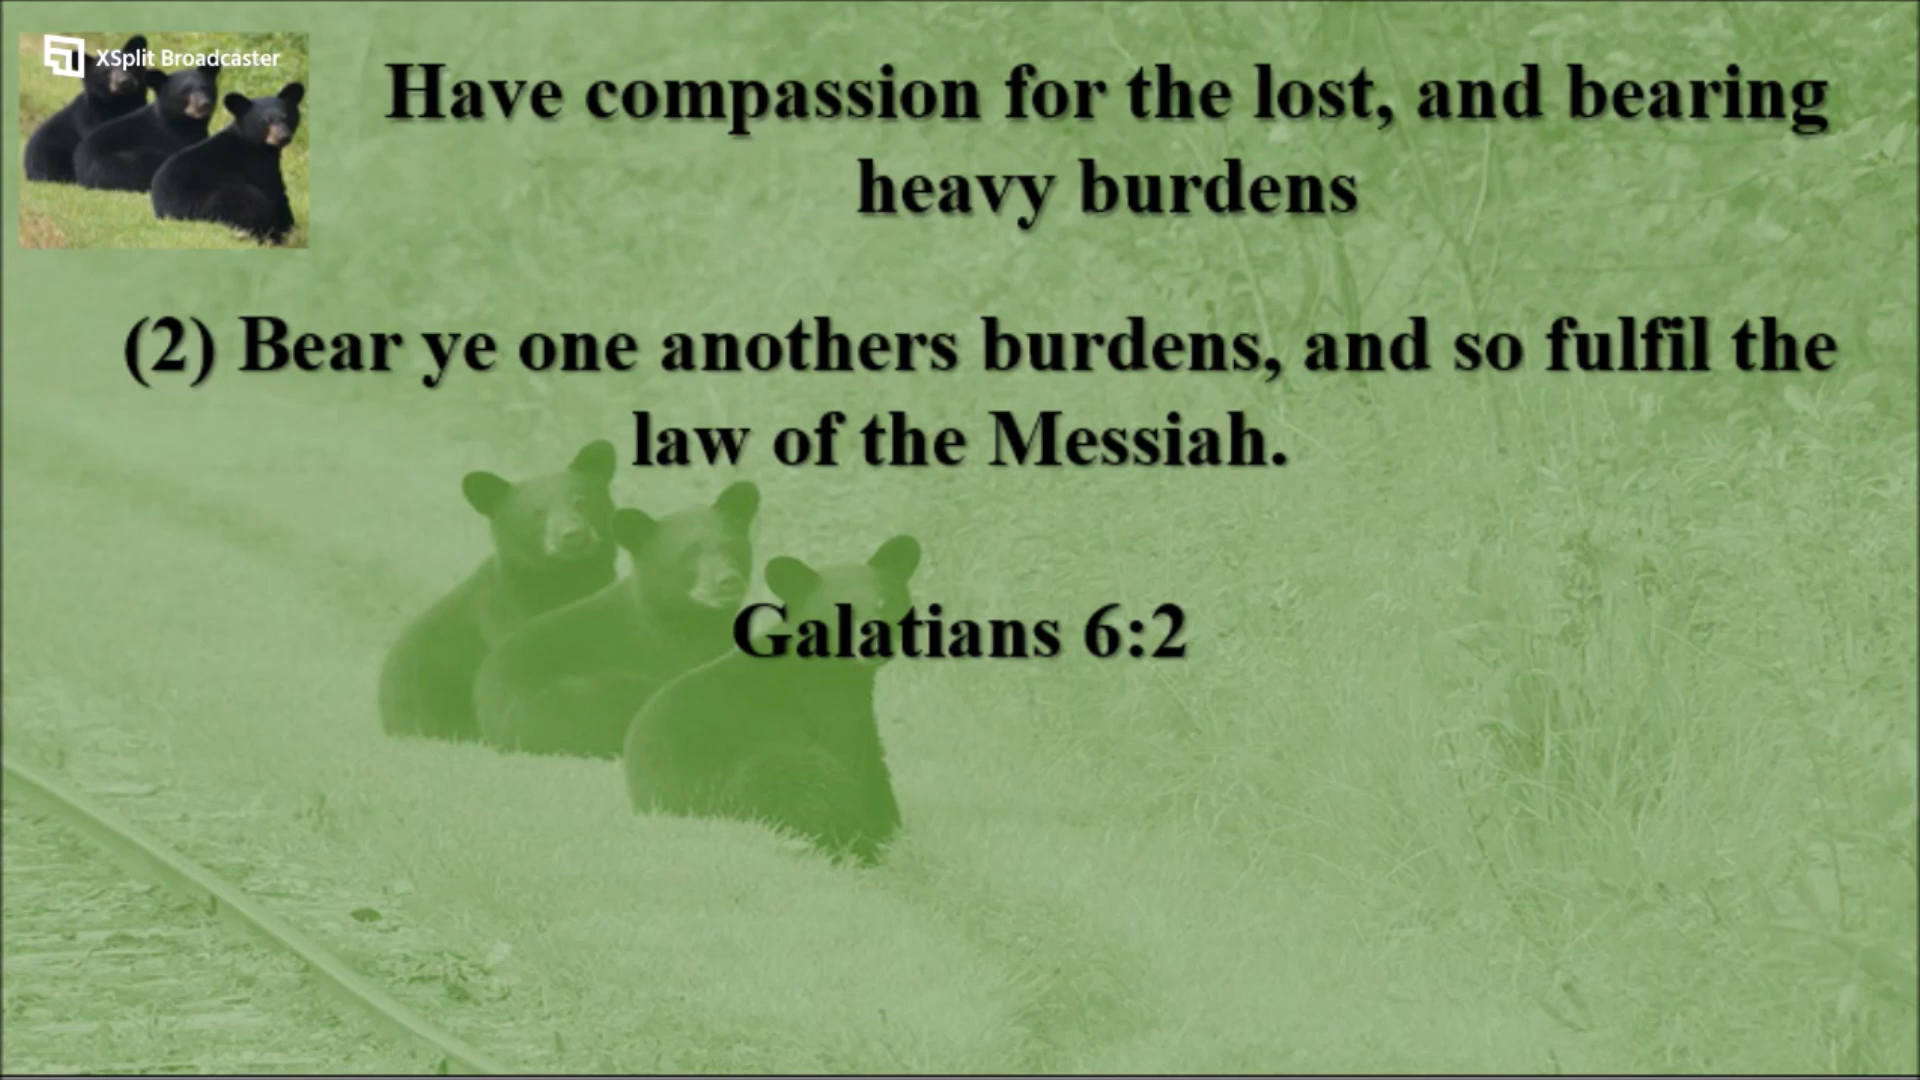 XSplit Broadcaster
Have compassion for the lost, and bearing
heavy burdens
(2) Bear ye one anothers burdens, and so fulfil the
law of the Messiah.
Galatians 6:2